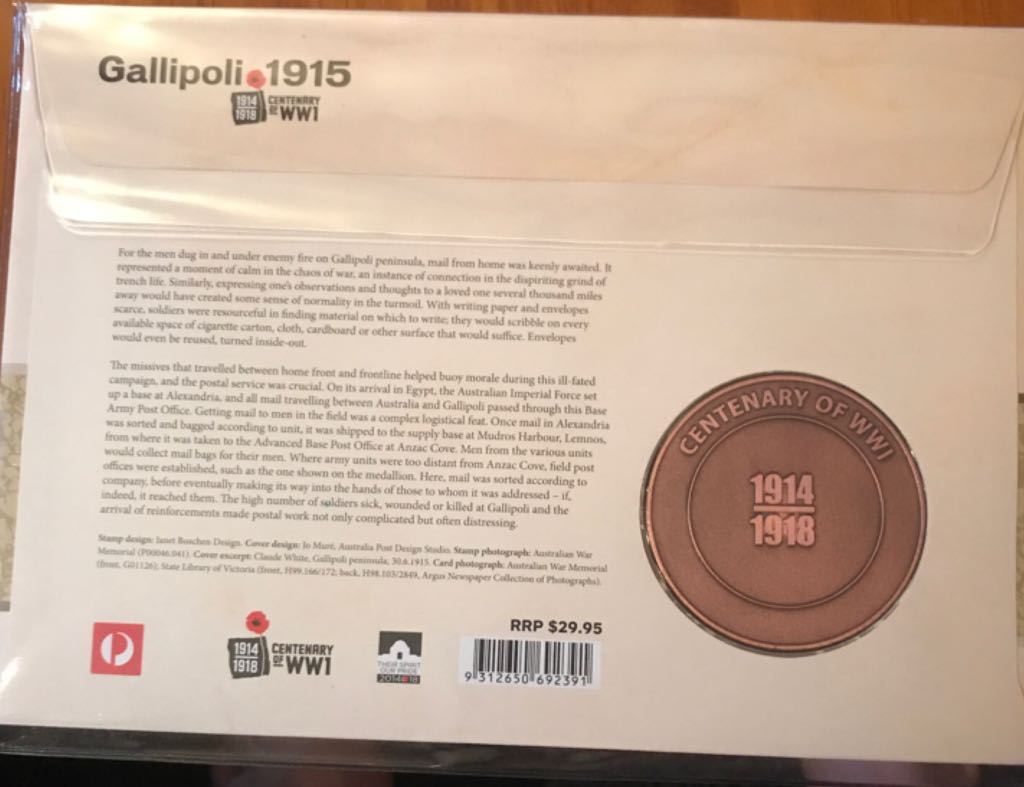 Gallipoli 1915
1914
1918
CENTENARY
OF WW1
For the men dug in and under enemy fire on Gallipoli peninsula, mail from home was keenly awaited. It
represented a moment of calm in the chaos of war, an instance of connection in the dispiriting grind of
trench life. Similarly, expressing one's observations and thoughts to a loved one several thousand miles
away would have created some sense of normality in the turmoil. With writing paper and envelopes
scarce, soldiers were resourceful in finding material on which to write; they would scribble on every
available space of cigarette carton, cloth, cardboard or other surface that would suffice. Envelopes
would even be reused, turned inside-out.
The missives that travelled between home front and frontline helped buoy morale during this ill-fated
campaign, and the postal service was crucial. On its arrival in Egypt, the Australian Imperial Force set
up a base at Alexandria, and all mail travelling between Australia and Gallipoli passed through this Base
Army Post Office. Getting mail to men in the field was a complex logistical feat. Once mail in Alexandria
was sorted and bagged according to unit, it was shipped to the supply base at Mudros Harbour, Lemnos,
from where it was taken to the Advanced Base Post Office at Anzac Cove. Men from the various units
would collect mail bags for their men. Where army units were too distant from Anzac Cove, field post
offices were established, such as the one shown on the medallion. Here, mail was sorted according to
company, before eventually making its way into the hands of those to whom it was addressed – if,
indeed, it reached them. The high number of soldiers sick, wounded or killed at Gallipoli and the
arrival of reinforcements made postal work not only complicated but often distressing.
Stamp design: Janet Boschen Design. Cover design: Jo Muré, Australia Post Design Studio. Stamp photograph: Australian War
Memorial (P00046.041). Cover excerpt: Claude White, Gallipoli peninsula, 30.6.1915. Card photograph: Australian War Memorial
(front, G01126); State Library of Victoria (front, H99.166/172; back, H98.103/2849, Argus Newspaper Collection of Photographs).
CENTENARY OF WWI
1914
1918
1914
1918
CENTENARY
OF WW1
THEIR SPIRIT
OUR PRIDE
2014 18
RRP $29.95
9 312650 692391